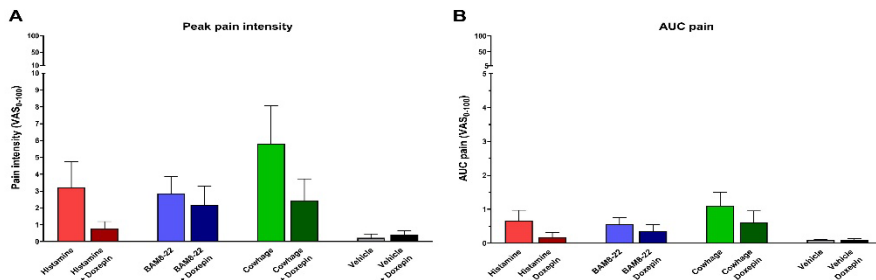 A
Peak pain intensity
Pain intensity (VAS0-100)
100
50
10
10
9
8
7
6
5
4
3
2
1
0
Histamine
Histamine
+ Doxepin
BAM8-22
BAM8-22
+ Doxepin
Cowhage
Cowhage
+ Doxepin
Vehicle
Vehicle
+ Doxepin
B
AUC pain
AUC pain (VAS0-100)
100
50
5
4
3
2
1
0
Histamine
Histamine
Doxepin
BAM8-22
BAM8-22
Doxepin
Cowhage
Cowhage
Doxepin
Vehicle
Vehicle
Doxepin